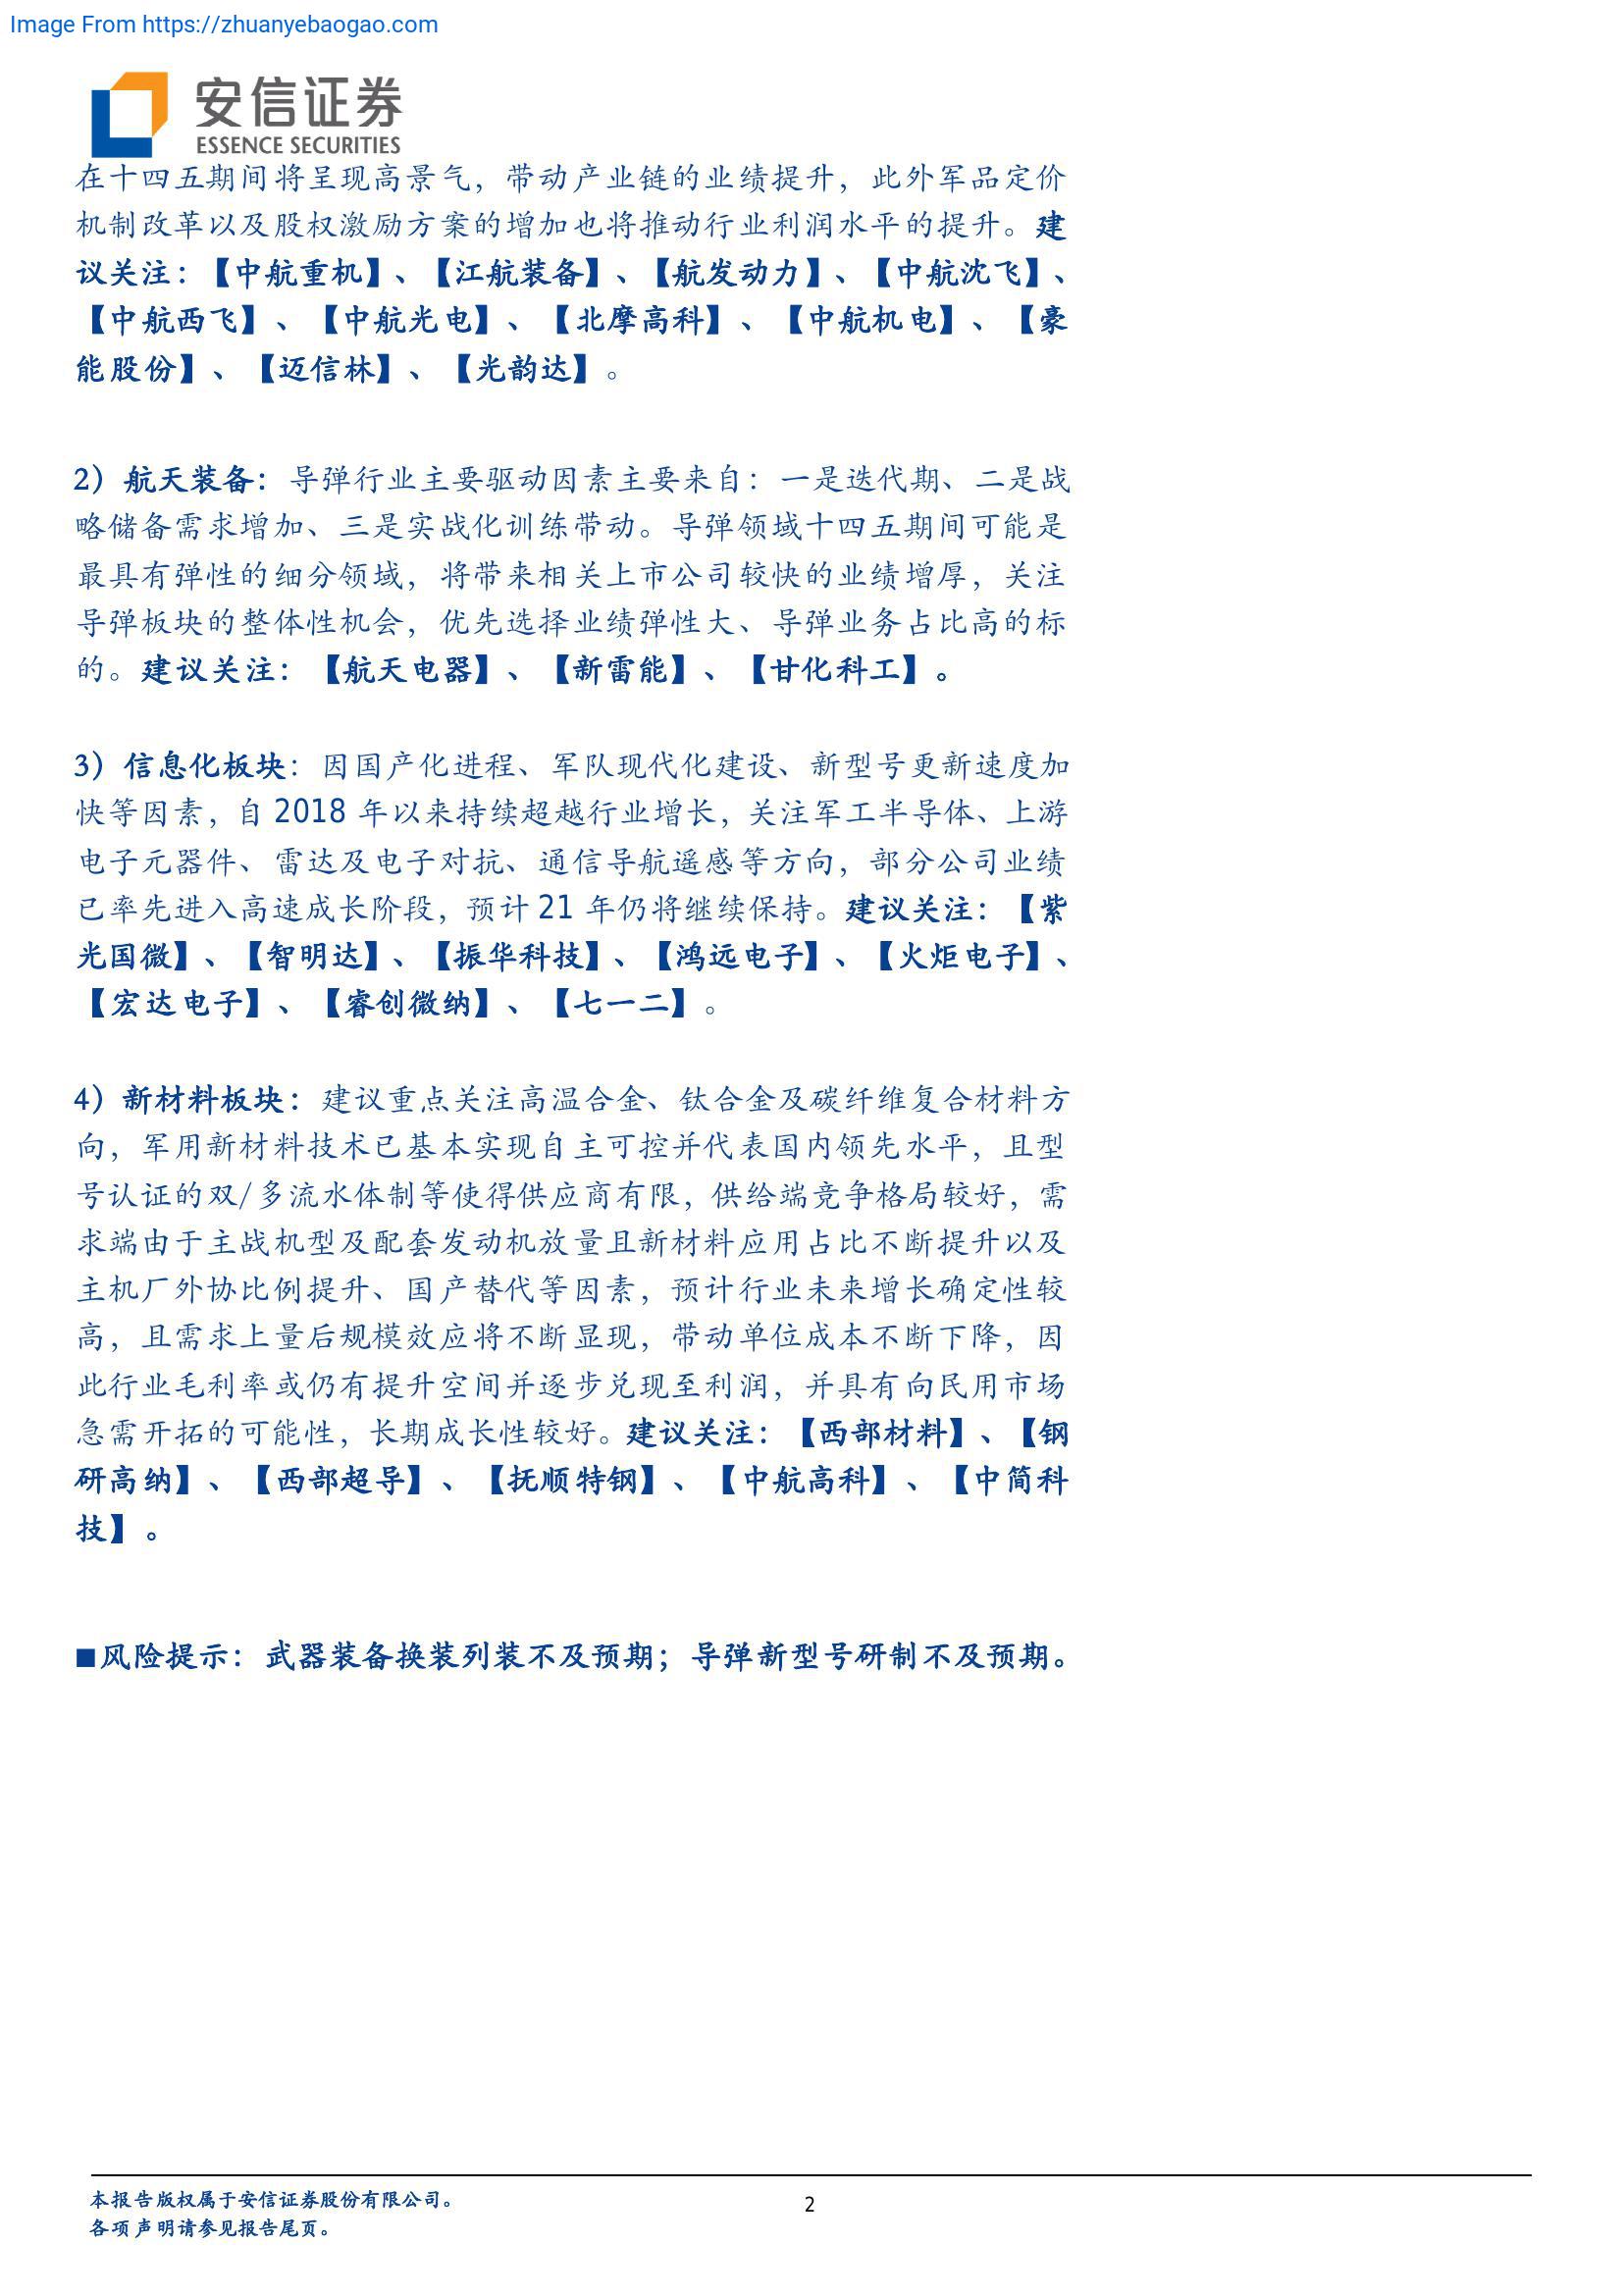 Image From https://zhuanyebaogao.com
安信证券
ESSENCE SECURITIES
在十四五期间将呈现高景气，带动产业链的业绩提升，此外军品定价
机制改革以及股权激励方案的增加也将推动行业利润水平的提升。建
议关注：【中航重机】、【江航装备】、【航发动力】、【中航沈飞】、
【中航西飞】、【中航光电】、【北摩高科】、【中航机电】、【豪
能股份】、【迈信林】、【光韵达】。
2）航天装备：导弹行业主要驱动因素主要来自：一是迭代期、二是战
略储备需求增加、三是实战化训练带动。导弹领域十四五期间可能是
最具有弹性的细分领域，将带来相关上市公司较快的业绩增厚，关注
导弹板块的整体性机会，优先选择业绩弹性大、导弹业务占比高的标
的。建议关注：【航天电器】、【新雷能】、【甘化科工】。
3）信息化板块：因国产化进程、军队现代化建设、新型号更新速度加
快等因素，自 2018 年以来持续超越行业增长，关注军工半导体、上游
电子元器件、雷达及电子对抗、通信导航遥感等方向，部分公司业绩
已率先进入高速成长阶段，预计 21 年仍将继续保持。建议关注：【紫
光国微】、【智明达】、【振华科技】、【鸿远电子】、【火炬电子】、
【宏达电子】、【睿创微纳】、【七一二】。
4）新材料板块：建议重点关注高温合金、钛合金及碳纤维复合材料方
向，军用新材料技术已基本实现自主可控并代表国内领先水平，且型
号认证的双/多流水体制等使得供应商有限，供给端竞争格局较好，需
求端由于主战机型及配套发动机放量且新材料应用占比不断提升以及
主机厂外协比例提升、国产替代等因素，预计行业未来增长确定性较
高，且需求上量后规模效应将不断显现，带动单位成本不断下降，因
此行业毛利率或仍有提升空间并逐步兑现至利润，并具有向民用市场
急需开拓的可能性，长期成长性较好。建议关注：【西部材料】、【钢
研高纳】、【西部超导】、【抚顺特钢】、【中航高科】、【中简科
技】。
■风险提示：武器装备换装列装不及预期；导弹新型号研制不及预期。
本报告版权属于安信证券股份有限公司。
2
各项声明请参见报告尾页。